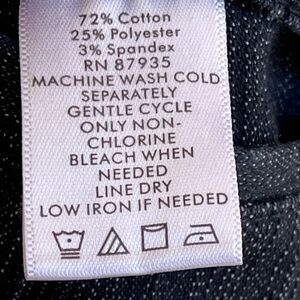 72% Cotton
25% Polyester
3% Spandex
RN 87935
MACHINE WASH COLD
SEPARATELY
GENTLE CYCLE
ONLY NON-
CHLORINE
BLEACH WHEN
NEEDED
LINE DRY
LOW IRON IF NEEDED